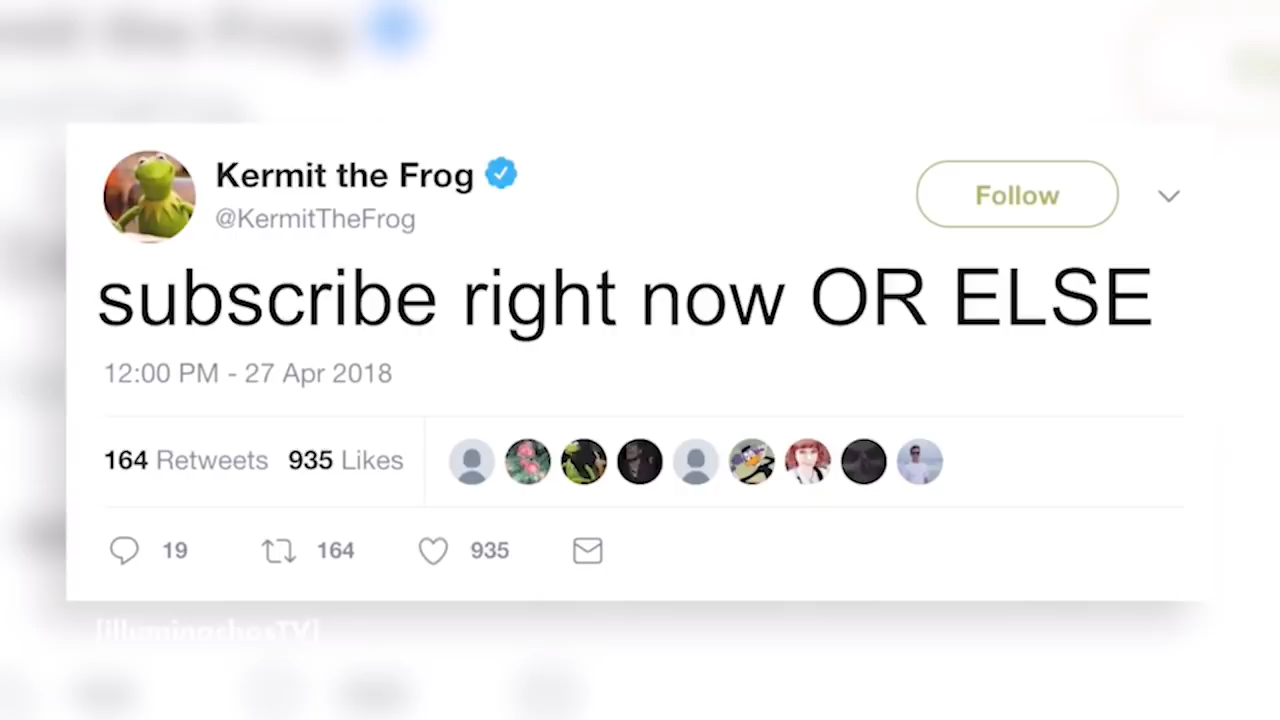 Kermit the Frog
@KermitTheFrog
Follow
subscribe right now OR ELSE
12:00 PM - 27 Apr 2018
164 Retweets 935 Likes
19 164 935